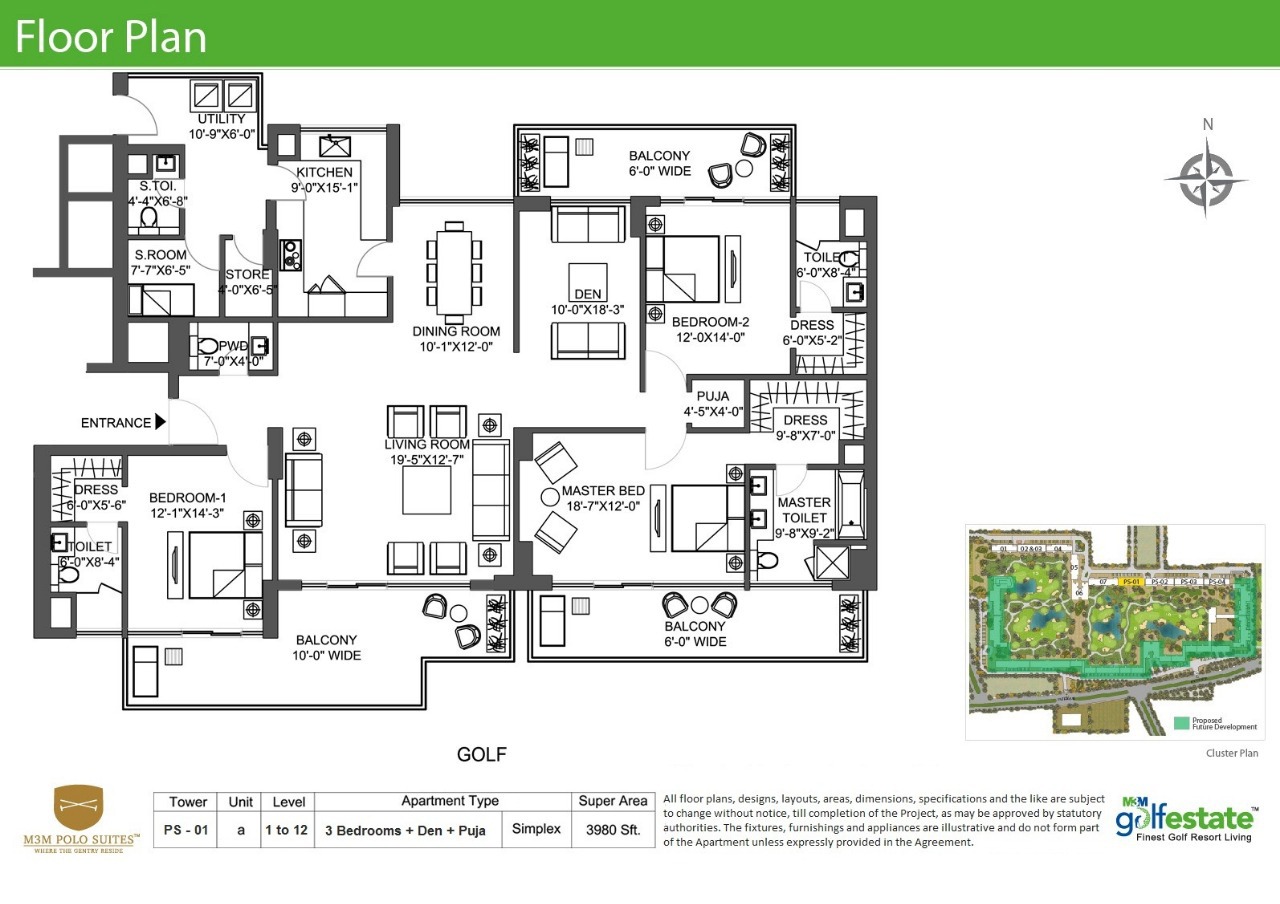 Floor Plan
N
UTILITY
10'-9"X6'-0"
S.TOI.
4'-4"X6'-8"
KITCHEN
9'-0"X15'-1"
BALCONY
6'-0" WIDE
S.ROOM
7'-7"X6'-5"
STORE
4'-0"X6'-5"
DEN
10'-0"X18'-3"
TOILET
6'-0"X8'-4"
DINING ROOM
10'-1"X12'-0"
BEDROOM-2
12'-0X14'-0"
DRESS
6'-0"X5'-2"
PWD
7'-0"X4'-0"
PUJA
4'-5"X4'-0"
ENTRANCE
DRESS
9'-8"X7'-0"
LIVING ROOM
19'-5"X12'-7"
DRESS
6'-0"X5'-6"
BEDROOM-1
12'-1"X14'-3"
MASTER BED
18'-7"X12'-0"
MASTER
TOILET
9'-8"X9'-2"
TOILET
6'-0"X8'-4"
BALCONY
10'-0" WIDE
BALCONY
6'-0" WIDE
GOLF
01 02 &03 04
05
06
07 PS-01 PS-02 PS-03 PS-04
Proposed
Future Development
Cluster Plan
M3M POLO SUITES™
WHERE THE GENTRY RESIDE
Tower Unit Level Apartment Type Super Area
PS - 01 a 1 to 12 3 Bedrooms + Den + Puja Simplex 3980 Sft.
All floor plans, designs, layouts, areas, dimensions, specifications and the like are subject
to change without notice, till completion of the Project, as may be approved by statutory
authorities. The fixtures, furnishings and appliances are illustrative and do not form part
of the Apartment unless expressly provided in the Agreement.
M3M
golfestate™
Finest Golf Resort Living